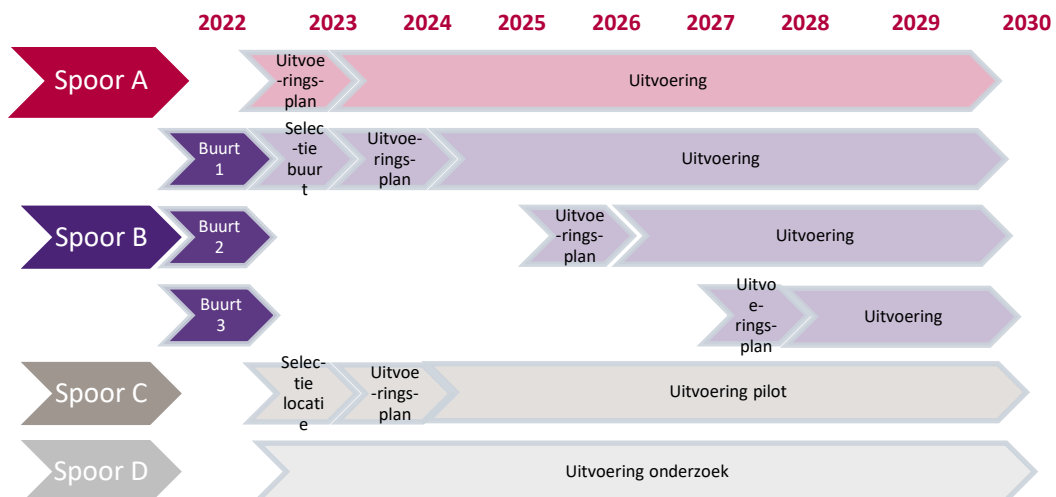 2022 2023 2024 2025 2026 2027 2028 2029 2030
Spoor A
Uitvoe
-rings-
plan
Uitvoering
Buurt
1
Selec-
-tie
buur
t
Uitvoe-
rings-
plan
Uitvoering
Spoor B
Buurt
2
Uitvoe
-rings-
plan
Uitvoering
Buurt
3
Uitvo
e-
rings-
plan
Uitvoering
Spoor C
Selec-
tie
locati
e
Uitvoe
-rings-
plan
Uitvoering pilot
Spoor D
Uitvoering onderzoek